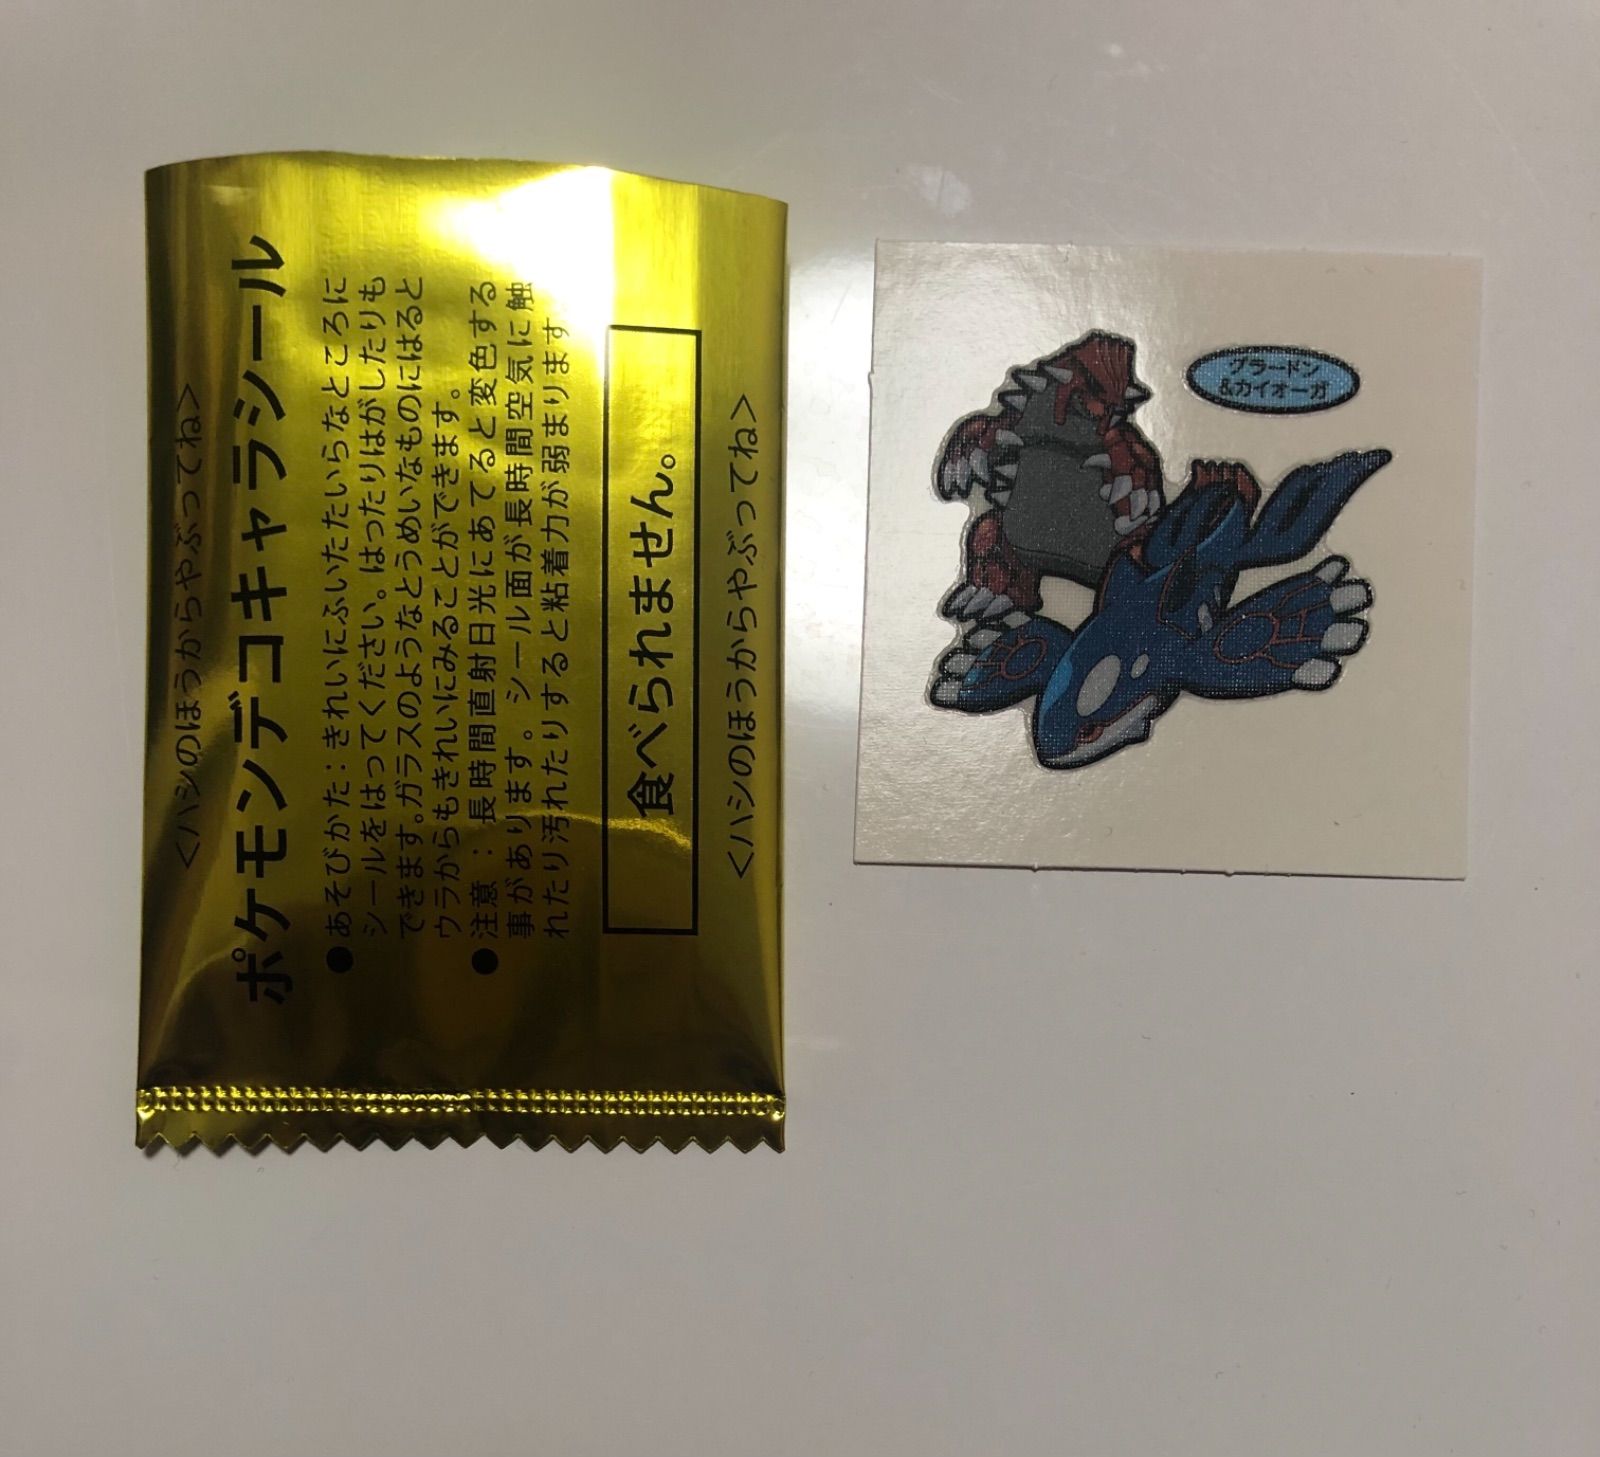 <ハシのほうからやぶってね>
ポケモンデコキャラシール
●あそびかた：きれいにふいたたいらなところに
シールをはってください。はったりはがしたりも
できます。ガラスのようなとうめいなものにはると
ウラからもきれいにみることができます。
●注意：長時間直射日光にあてると変色する
事があります。シール面が長時間空気に触
れたり汚れたりすると粘着力が弱まります
食べられません。
<ハシのほうからやぶってね>
グラードン
&カイオーガ